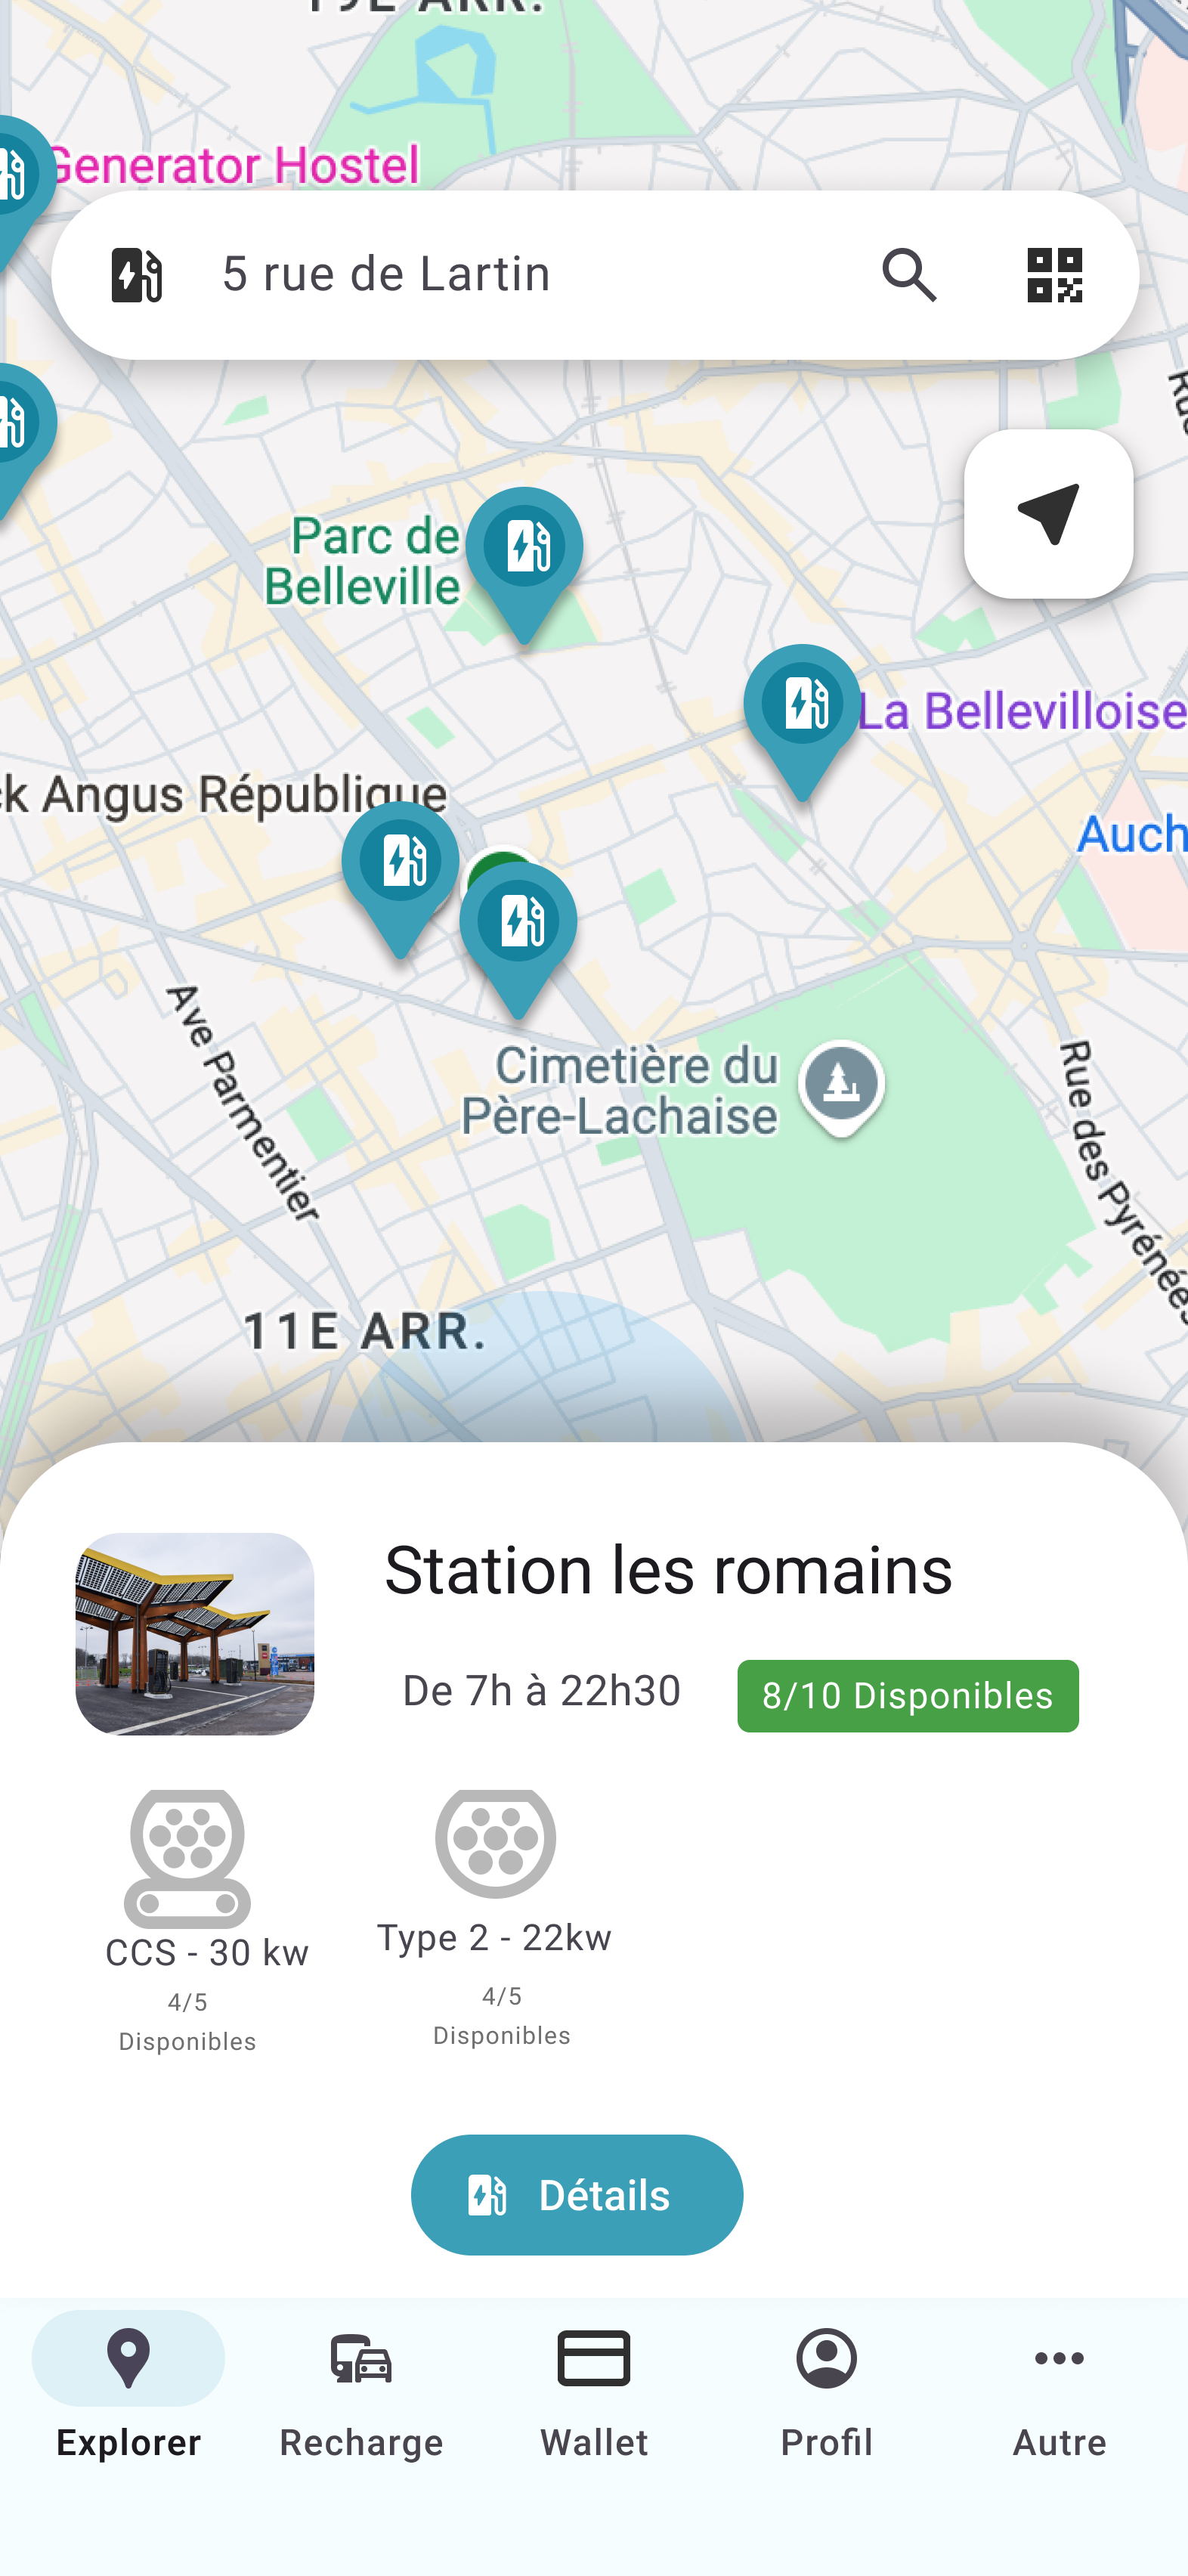 19E ARR.
Generator Hostel
5 rue de Lartin
Parc de
Belleville
La Bellevilloise
k Angus République
Auch
Ave Parmentier
Cimetière du
Père-Lachaise
Rue des Pyrénées
11E ARR.
Station les romains
De 7h à 22h30
8/10 Disponibles
CCS - 30 kw
4/5
Disponibles
Type 2 - 22kw
4/5
Disponibles
Détails
Explorer
Recharge
Wallet
Profil
Autre